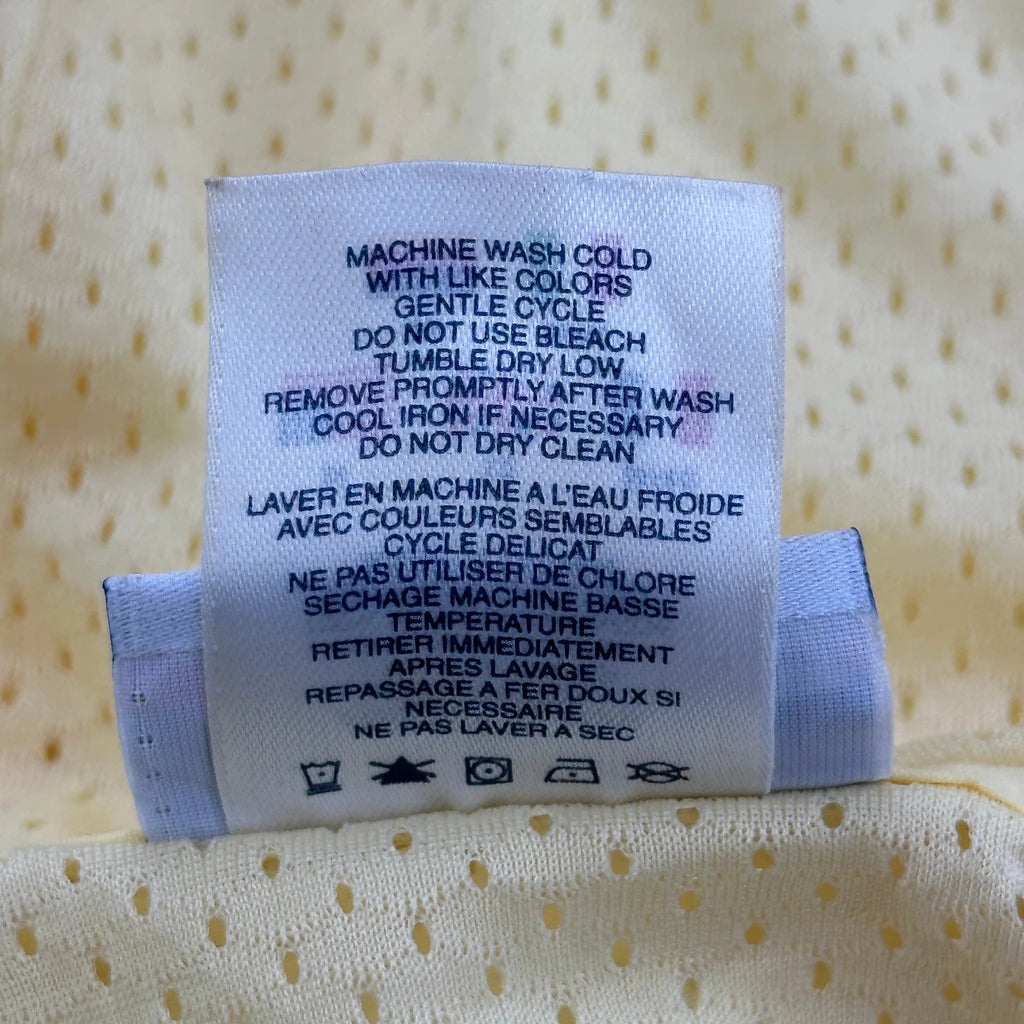 MACHINE WASH COLD
WITH LIKE COLORS
GENTLE CYCLE
DO NOT USE BLEACH
TUMBLE DRY LOW
REMOVE PROMPTLY AFTER WASH
COOL IRON IF NECESSARY
DO NOT DRY CLEAN
LAVER EN MACHINE A L'EAU FROIDE
AVEC COULEURS SEMBLABLES
CYCLE DELICAT
NE PAS UTILISER DE CHLORE
SECHAGE MACHINE BASSE
TEMPERATURE
RETIRER IMMEDIATEMENT
APRES LAVAGE
REPASSAGE A FER DOUX SI
NECESSAIRE
NE PAS LAVER A SEC